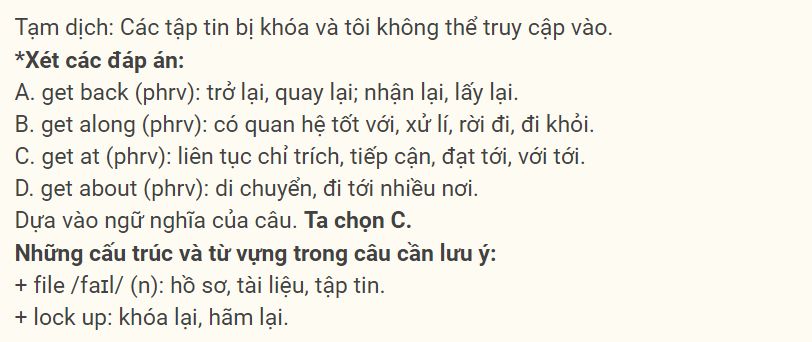 Tạm dịch: Các tập tin bị khóa và tôi không thể truy cập vào.
*Xét các đáp án:
A. get back (phrv): trở lại, quay lại; nhận lại, lấy lại.
B. get along (phrv): có quan hệ tốt với, xử lí, rời đi, đi khỏi.
C. get at (phrv): liên tục chỉ trích, tiếp cận, đạt tới, với tới.
D. get about (phrv): di chuyển, đi tới nhiều nơi.
Dựa vào ngữ nghĩa của câu. Ta chọn C.
Những cấu trúc và từ vựng trong câu cần lưu ý:
+ file /faɪl/ (n): hồ sơ, tài liệu, tập tin.
+ lock up: khóa lại, hãm lại.